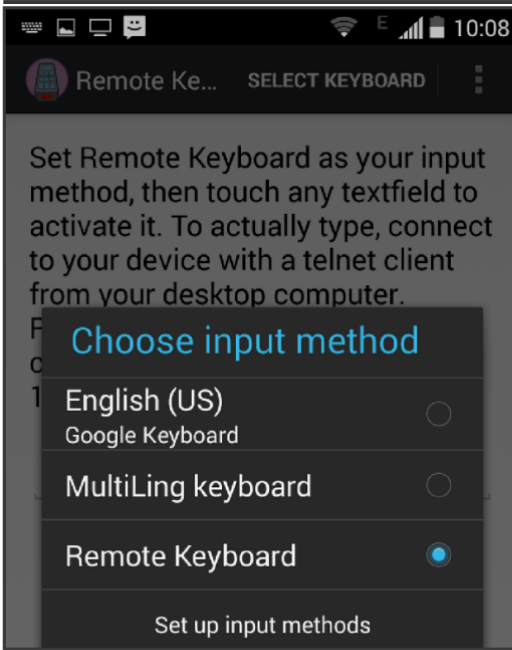 E 10:08
Remote Ke... SELECT KEYBOARD
Set Remote Keyboard as your input
method, then touch any textfield to
activate it. To actually type, connect
to your device with a telnet client
from your desktop computer.
Choose input method
English (US)
Google Keyboard
MultiLing keyboard
Remote Keyboard
Set up input methods